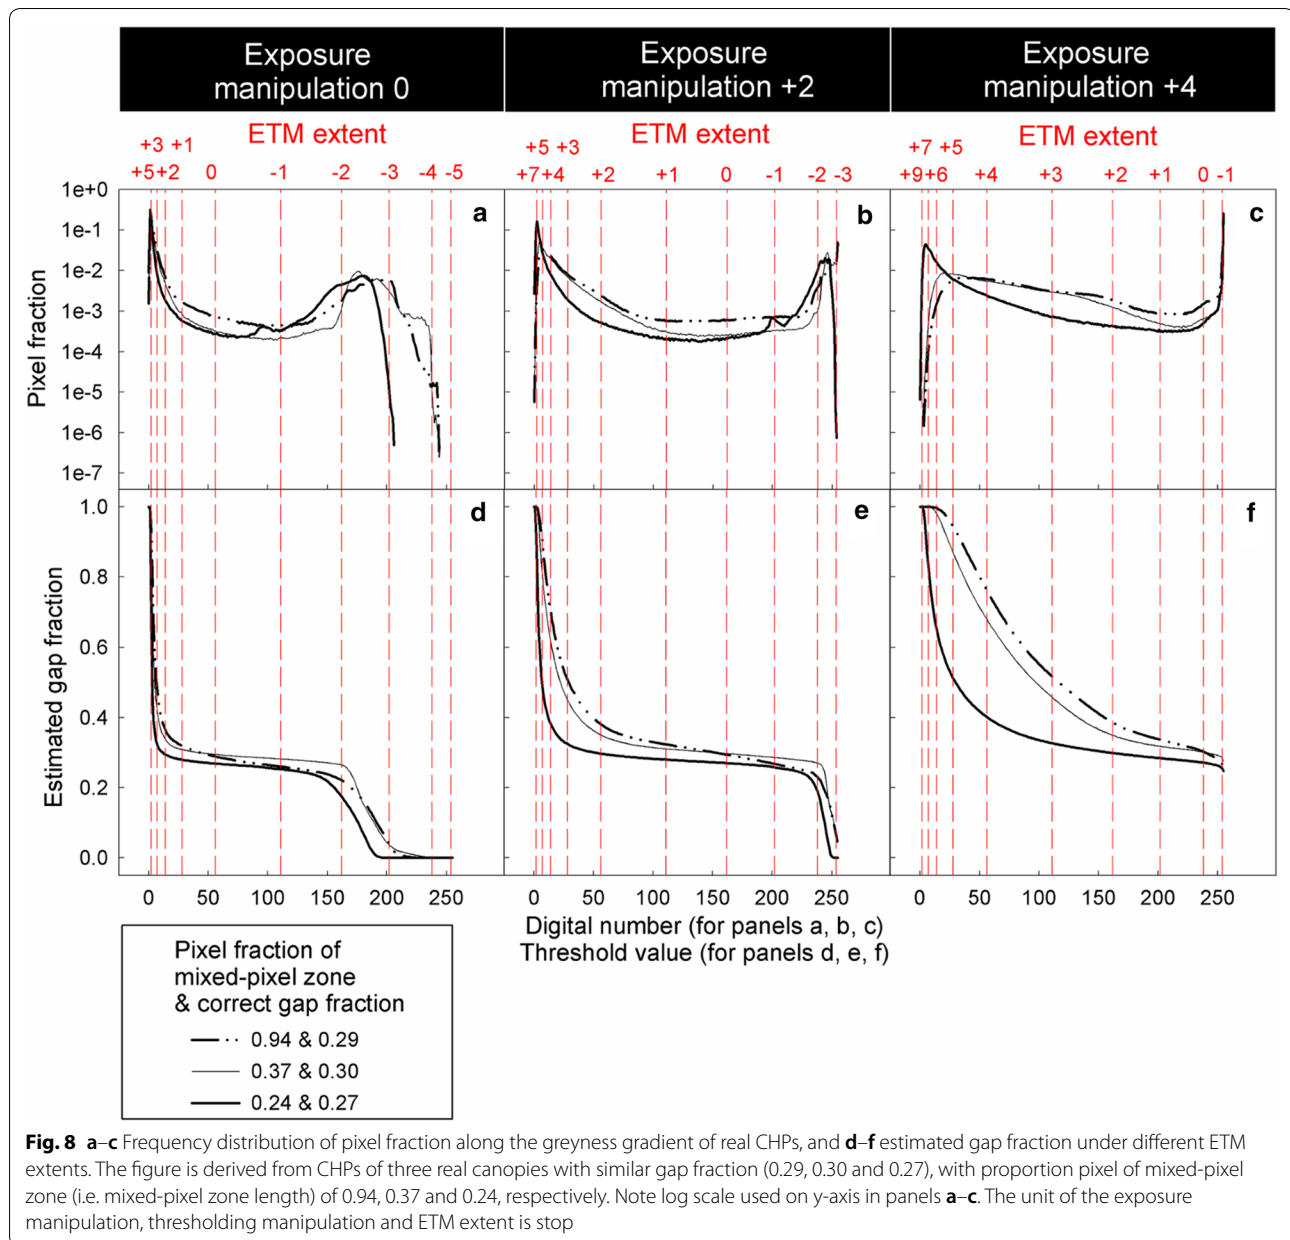 Exposure manipulation 0
Exposure manipulation +2
Exposure manipulation +4
ETM extent
ETM extent
ETM extent
+3 +1
+5 +2 0 -1 -2 -3 -4 -5
+5 +3
+7 +4 +2 +1 0 -1 -2 -3
+7 +5
+9 +6 +4 +3 +2 +1 0 -1
Pixel fraction
1e+0
1e-1
1e-2
1e-3
1e-4
1e-5
1e-6
1e-7
a
b
c
Estimated gap fraction
1.0
0.8
0.6
0.4
0.2
0.0
d
e
f
0 50 100 150 200 250
0 50 100 150 200 250
0 50 100 150 200 250
Digital number (for panels a, b, c)
Threshold value (for panels d, e, f)
Pixel fraction of
mixed-pixel zone
& correct gap fraction
0.94 & 0.29
0.37 & 0.30
0.24 & 0.27
Fig. 8 a–c Frequency distribution of pixel fraction along the greyness gradient of real CHPs, and d–f estimated gap fraction under different ETM
extents. The figure is derived from CHPs of three real canopies with similar gap fraction (0.29, 0.30 and 0.27), with proportion pixel of mixed-pixel
zone (i.e. mixed-pixel zone length) of 0.94, 0.37 and 0.24, respectively. Note log scale used on y-axis in panels a–c. The unit of the exposure
manipulation, thresholding manipulation and ETM extent is stop